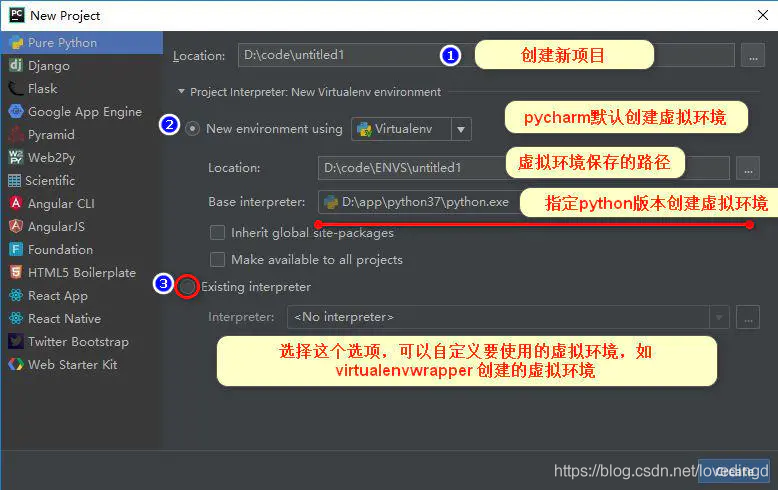 New Project
Pure Python
Django
Flask
Google App Engine
Pyramid
Web2Py
Scientific
Angular CLI
AngularJS
Foundation
HTML5 Boilerplate
React App
React Native
Twitter Bootstrap
Web Starter Kit
Location: D:\code\untitled1 1 创建新项目 ...
Project Interpreter: New Virtualenv environment
2 New environment using Virtualenv pycharm默认创建虚拟环境
Location: D:\code\ENVS\untitled1 虚拟环境保存的路径 ...
Base interpreter: D:\app\python37\python.exe 指定python版本创建虚拟环境
Inherit global site-packages
Make available to all projects
3 Existing interpreter
Interpreter: <No interpreter> ...
选择这个选项，可以自定义要使用的虚拟环境，如
virtualenvwrapper 创建的虚拟环境
Create
https://blog.csdn.net/lovedingd